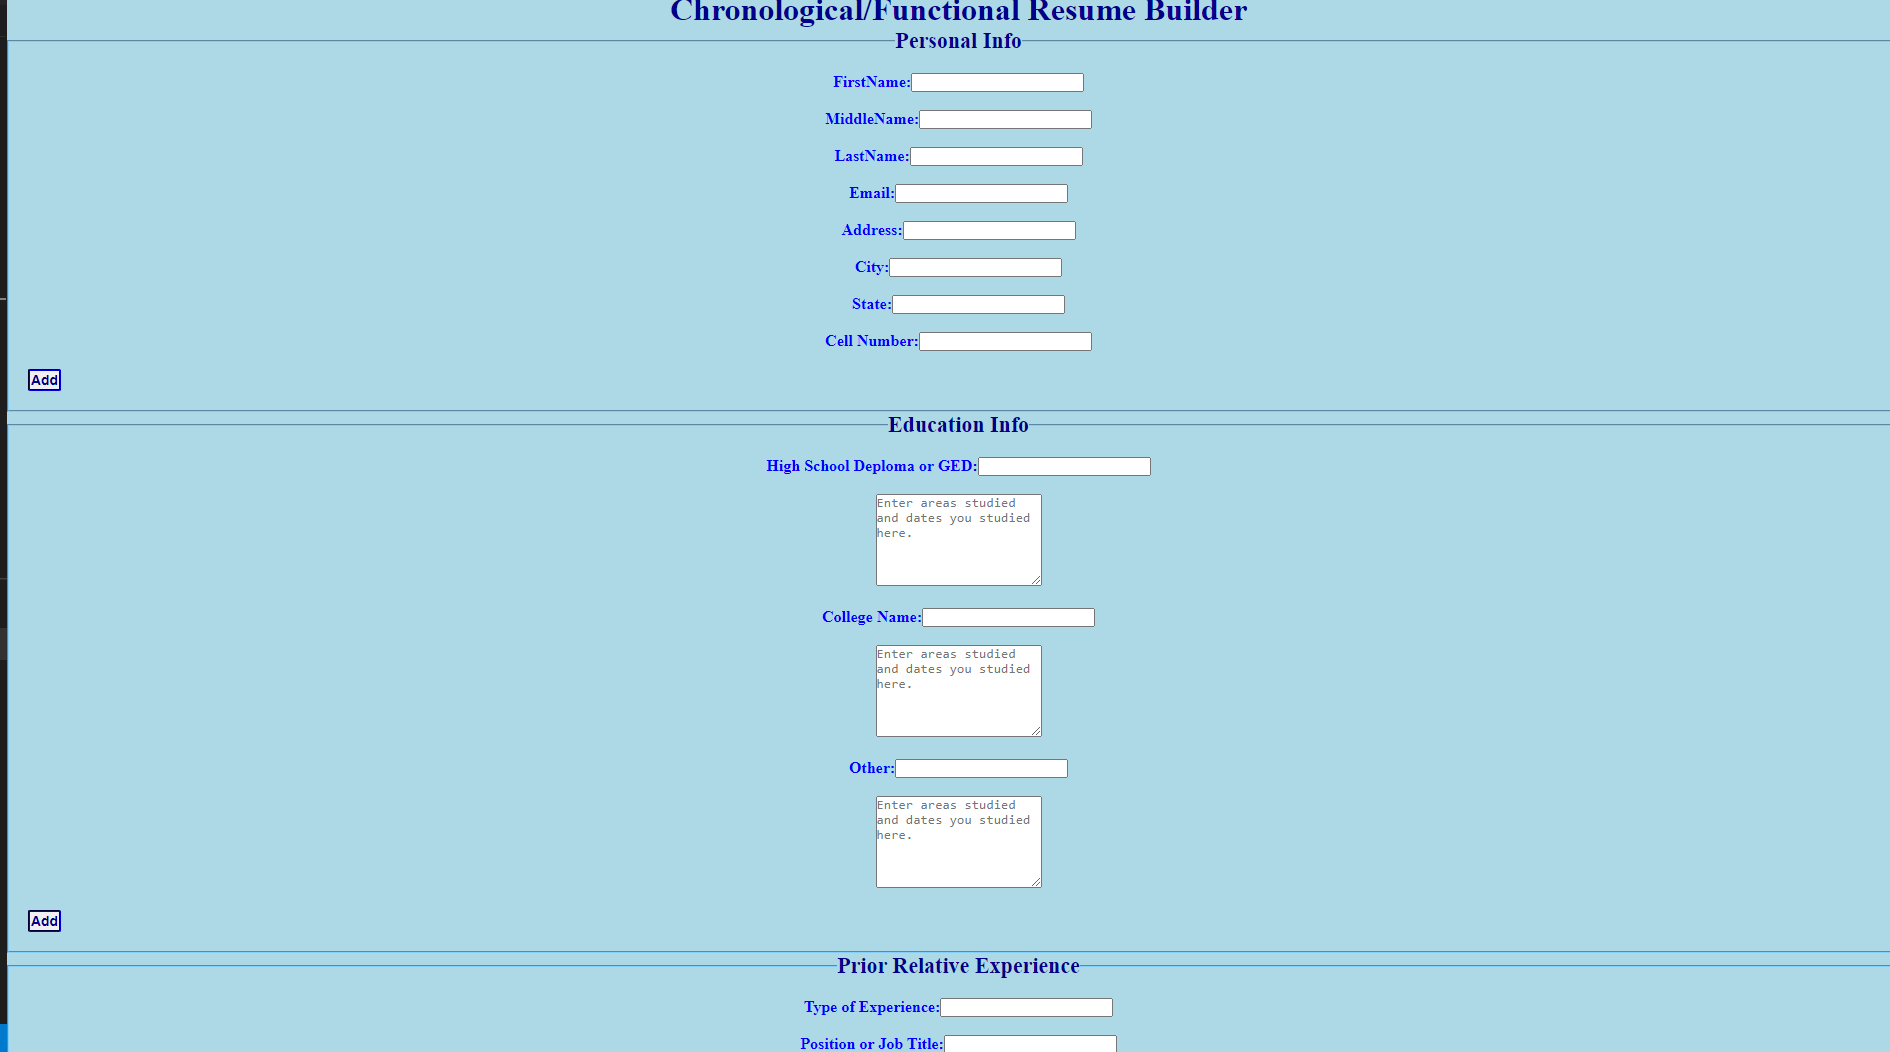 Chronological/Functional Resume Builder
Personal Info
FirstName:
MiddleName:
LastName:
Email:
Address:
City:
State:
Cell Number:
Add
Education Info
High School Deploma or GED:
Enter areas studied
and dates you studied
here.
College Name:
Enter areas studied
and dates you studied
here.
Other:
Enter areas studied
and dates you studied
here.
Add
Prior Relative Experience
Type of Experience:
Position or Job Title: